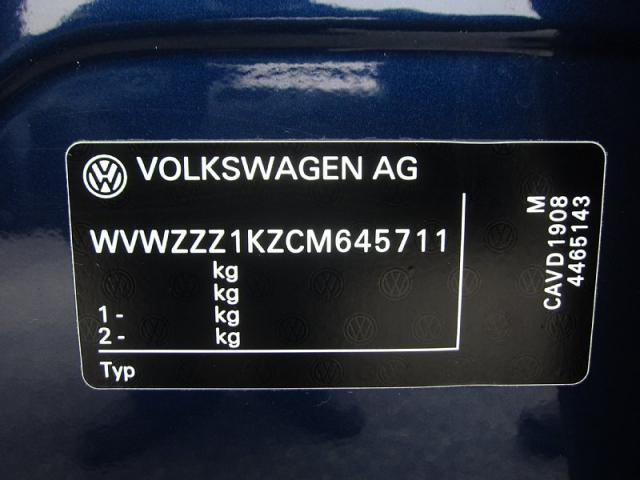 VOLKSWAGEN AG
WVWZZZ1KZCM645711
kg
kg
1 - kg
2 - kg
Typ
M
CAVD1908
4465143